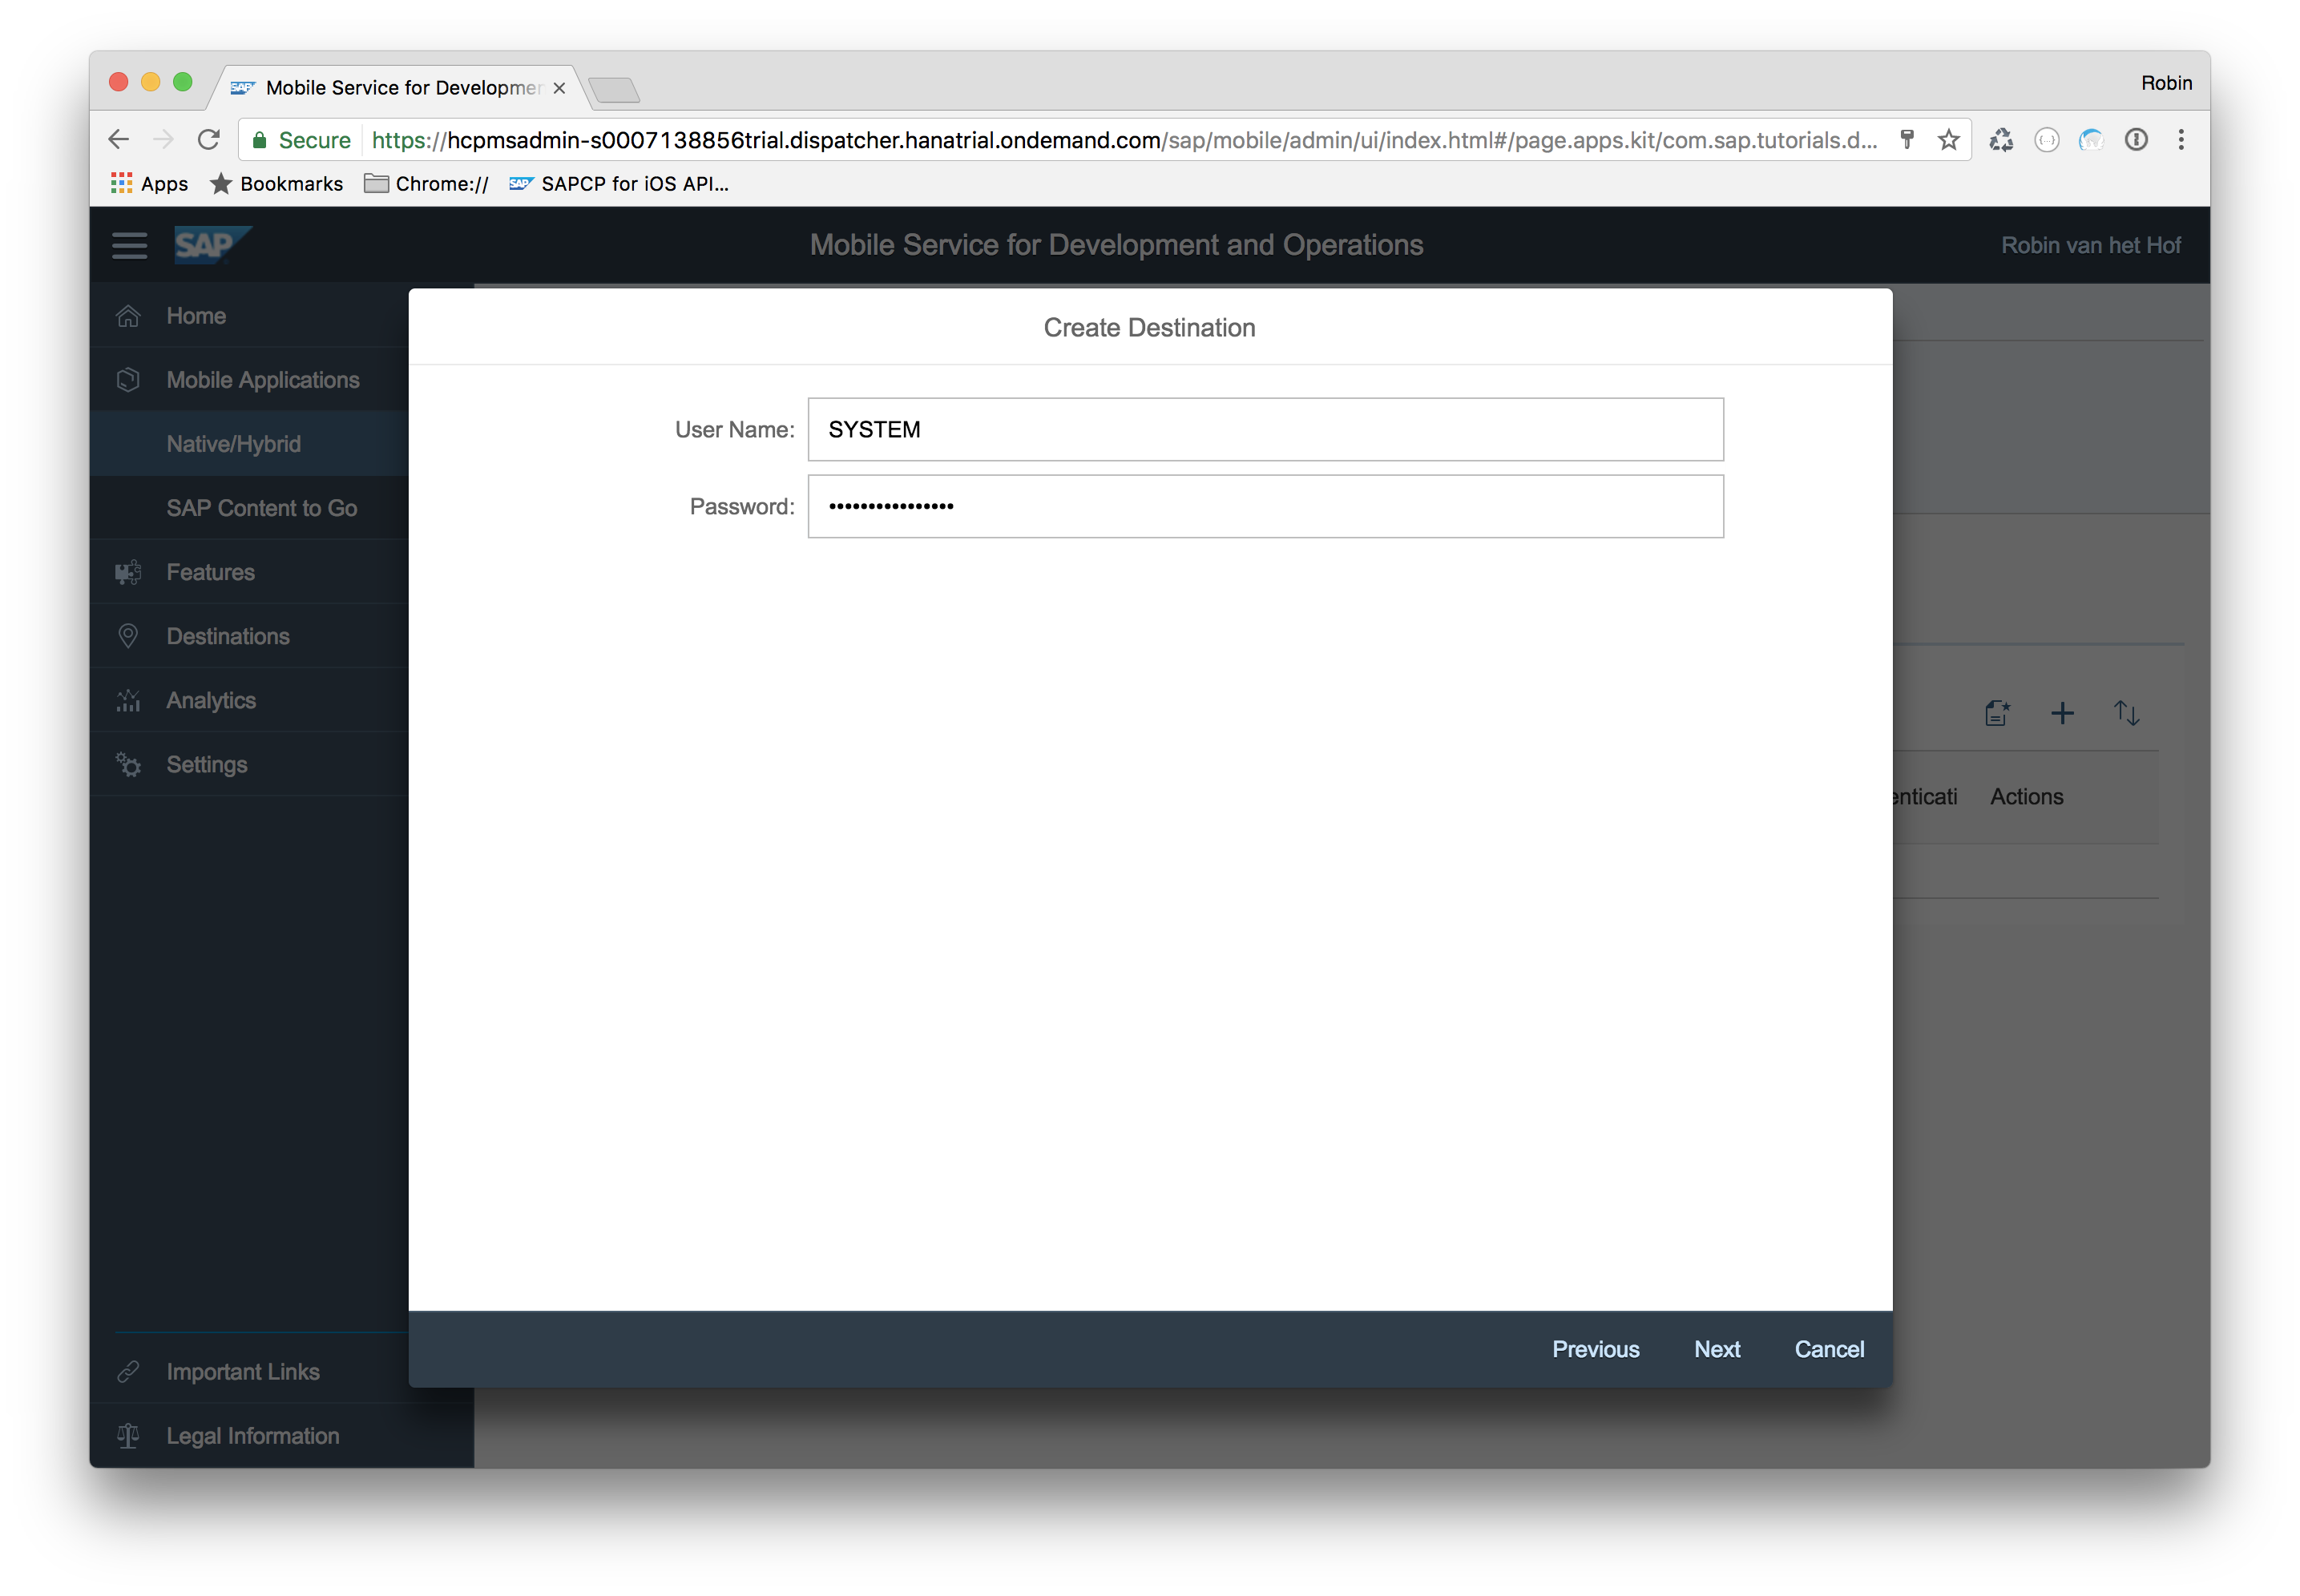 Mobile Service for Developmen
Robin
Secure https://hcpmsadmin-s0007138856trial.dispatcher.hanatrial.ondemand.com/sap/mobile/admin/ui/index.html#/page.apps.kit/com.sap.tutorials.d...
Apps Bookmarks Chrome:// SAP SAPCP for iOS API...
SAP Mobile Service for Development and Operations Robin van het Hof
Home
Mobile Applications
Native/Hybrid
SAP Content to Go
Features
Destinations
Analytics
Settings
Important Links
Legal Information
Create Destination
User Name: SYSTEM
Password: ••••••••••••••••
enticati Actions
Previous Next Cancel